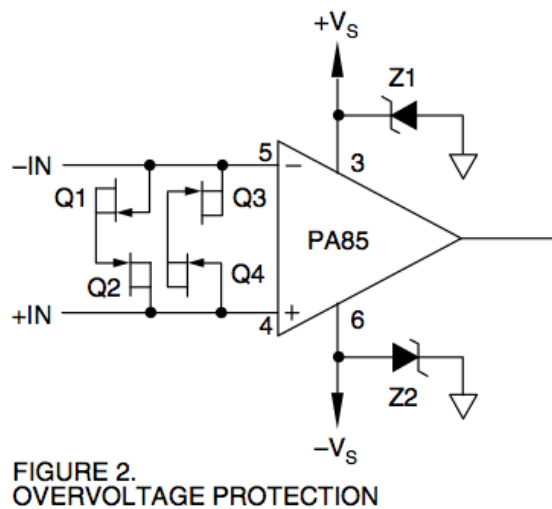 +VS
Z1
–IN
5
–
3
Q1
Q3
PA85
Q2
Q4
+IN
4
+
6
Z2
–VS
FIGURE 2.
OVERVOLTAGE PROTECTION